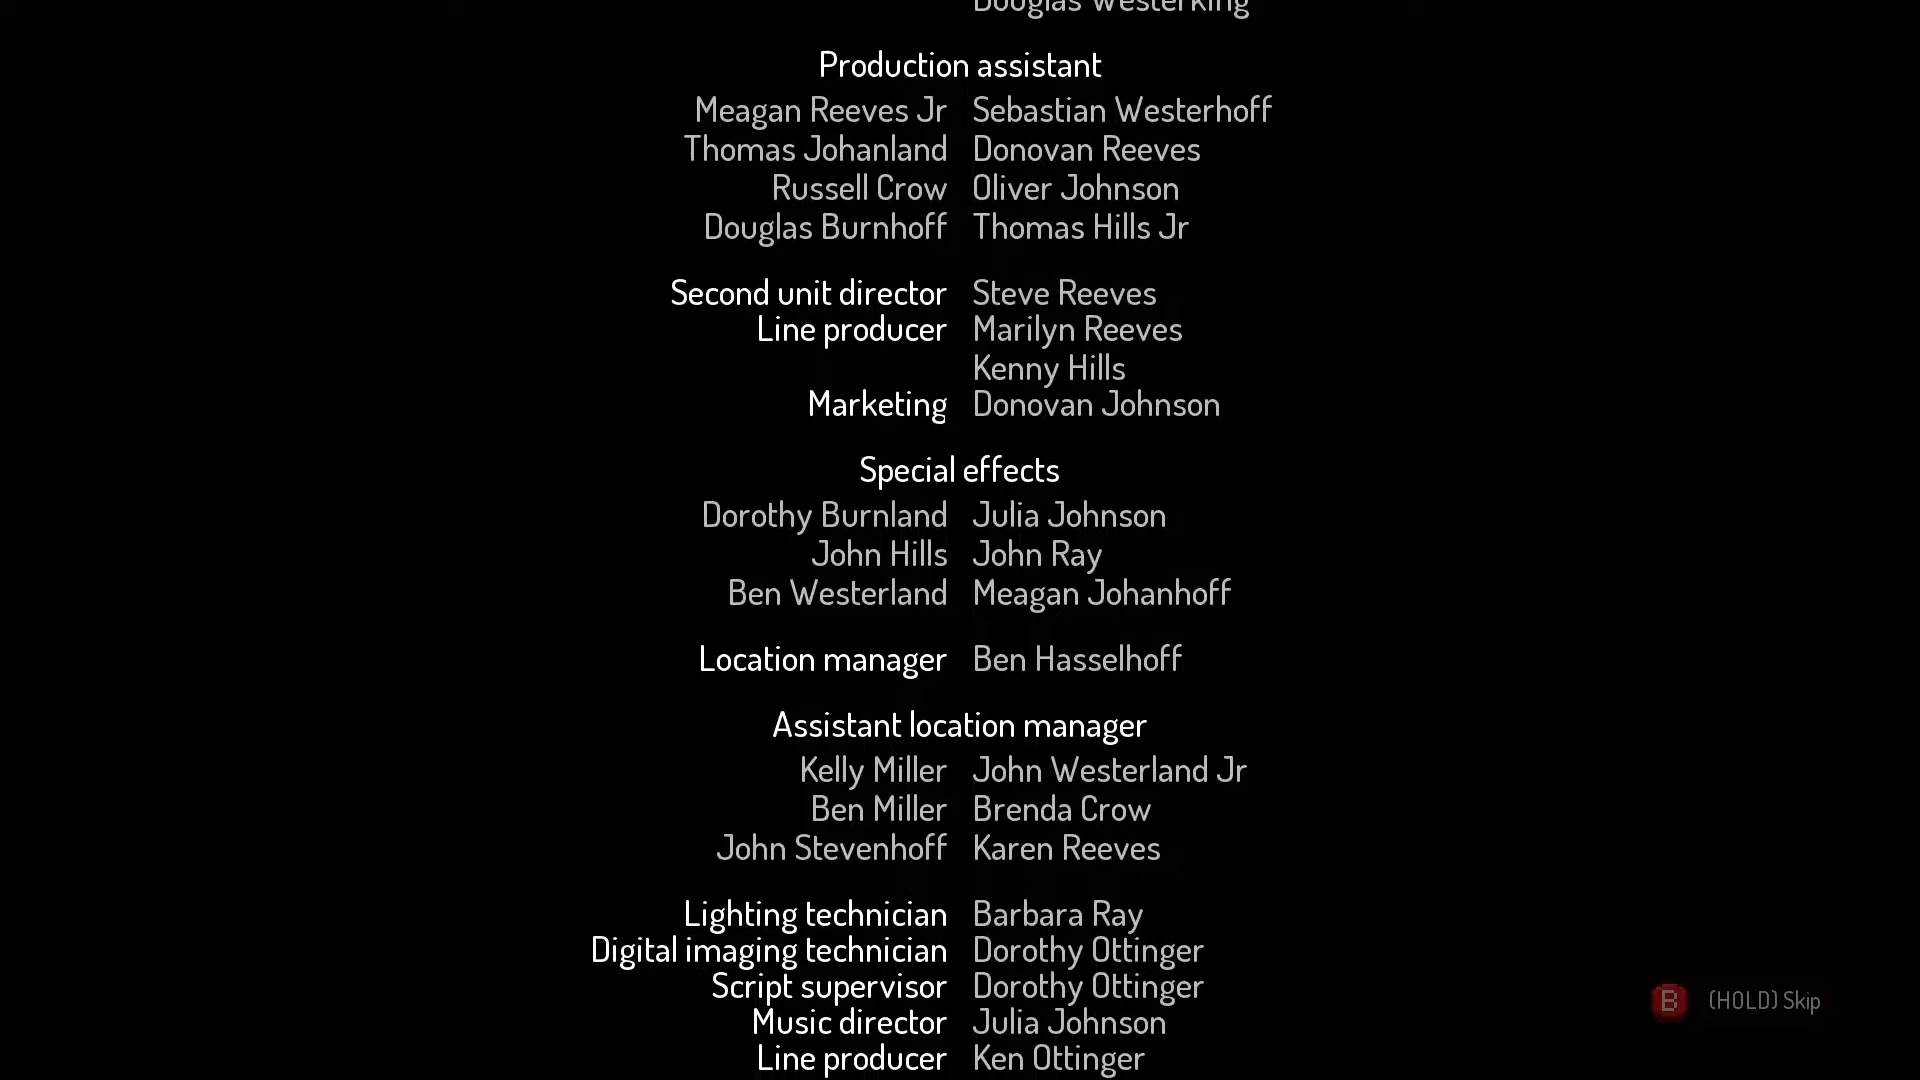 Douglas Westerking
Production assistant
Meagan Reeves Jr Sebastian Westerhoff
Thomas Johanland Donovan Reeves
Russell Crow Oliver Johnson
Douglas Burnhoff Thomas Hills Jr
Second unit director Steve Reeves
Line producer Marilyn Reeves
Kenny Hills
Marketing Donovan Johnson
Special effects
Dorothy Burnland Julia Johnson
John Hills John Ray
Ben Westerland Meagan Johanhoff
Location manager Ben Hasselhoff
Assistant location manager
Kelly Miller John Westerland Jr
Ben Miller Brenda Crow
John Stevenhoff Karen Reeves
Lighting technician Barbara Ray
Digital imaging technician Dorothy Ottinger
Script supervisor Dorothy Ottinger
B (HOLD) Skip
Music director Julia Johnson
Line producer Ken Ottinger